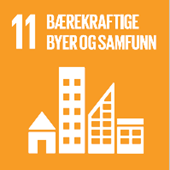 11 BÆREKRAFTIGE
BYER OG SAMFUNN